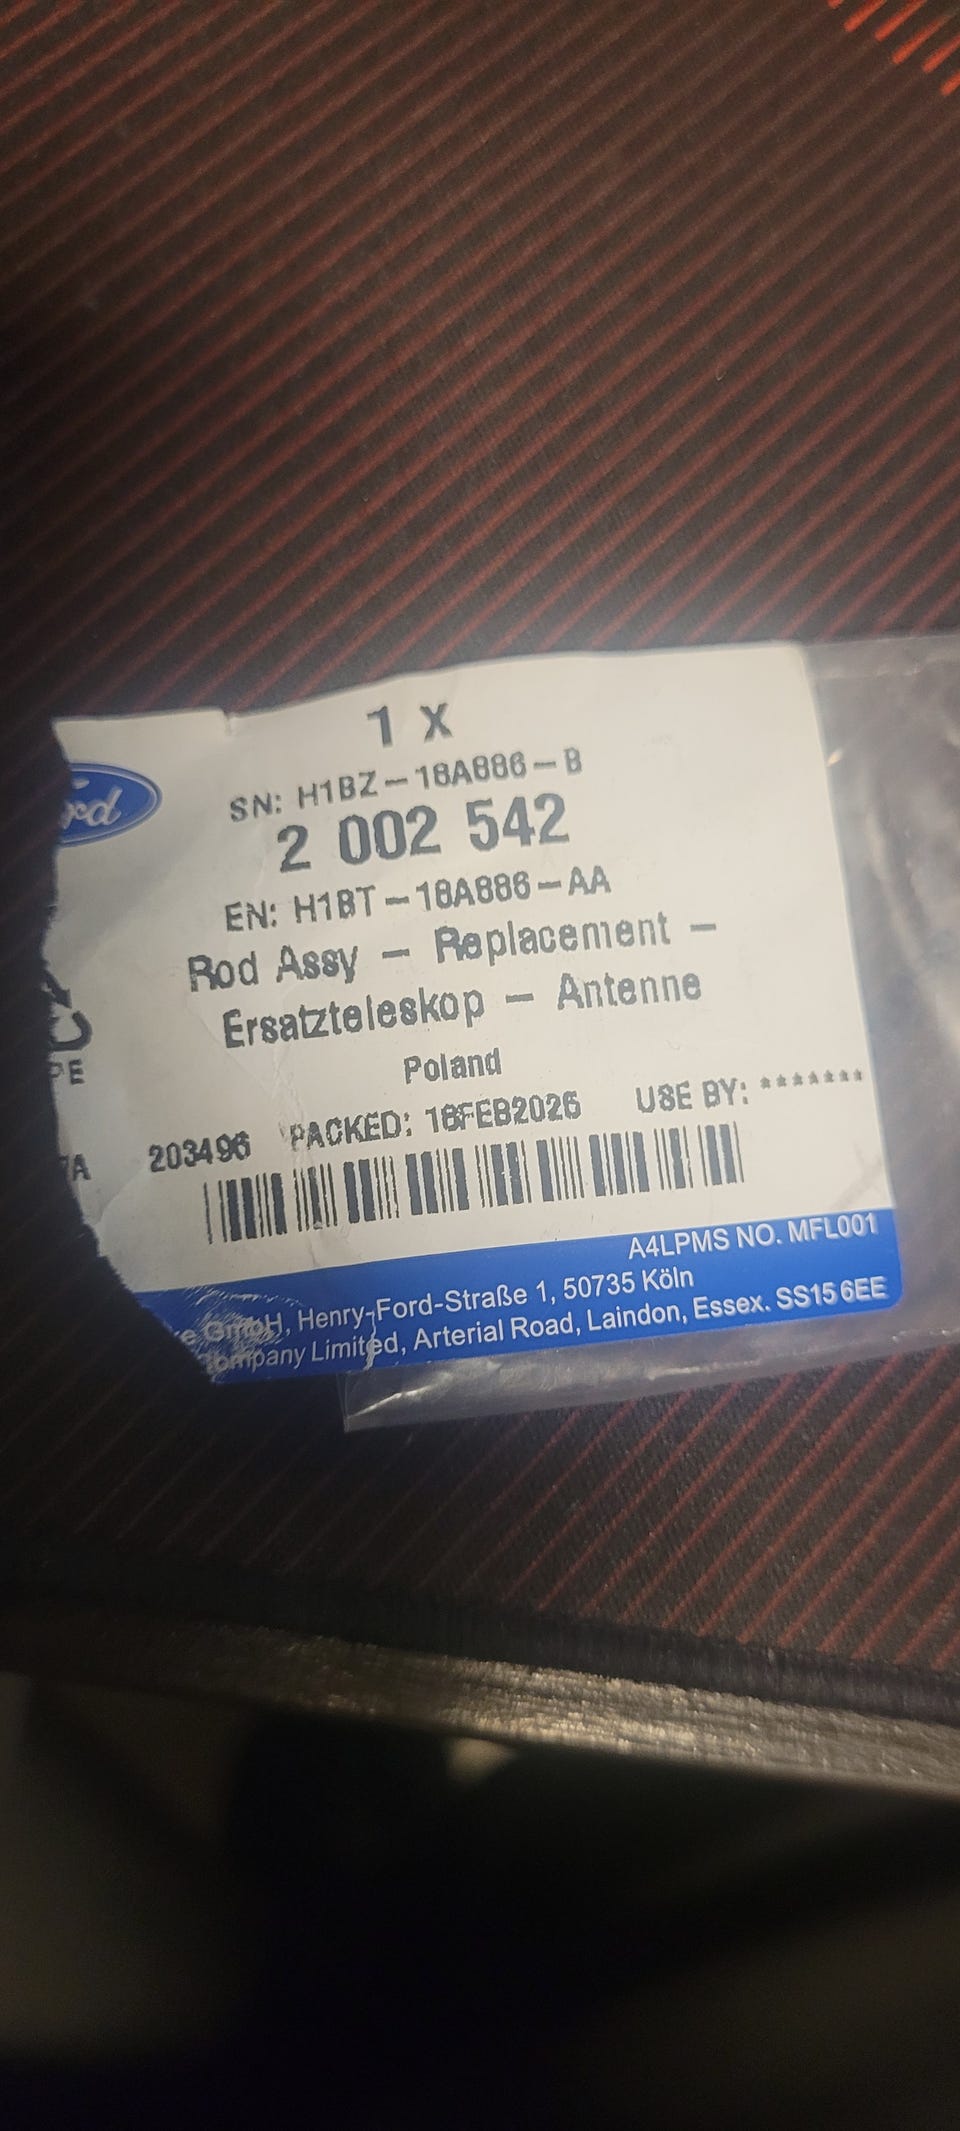 1 X
SN: H1BZ-18A886-B
2 002 542
EN: H1BT-18A886-AA
Rod Assy - Replacement -
Ersatzteleskop - Antenne
Poland
203496 PACKED: 18FEB2026 USE BY: *******
A4LPMS NO. MFL001
GmbH, Henry-Ford-Straße 1, 50735 Köln
Company Limited, Arterial Road, Laindon, Essex. SS15 6EE